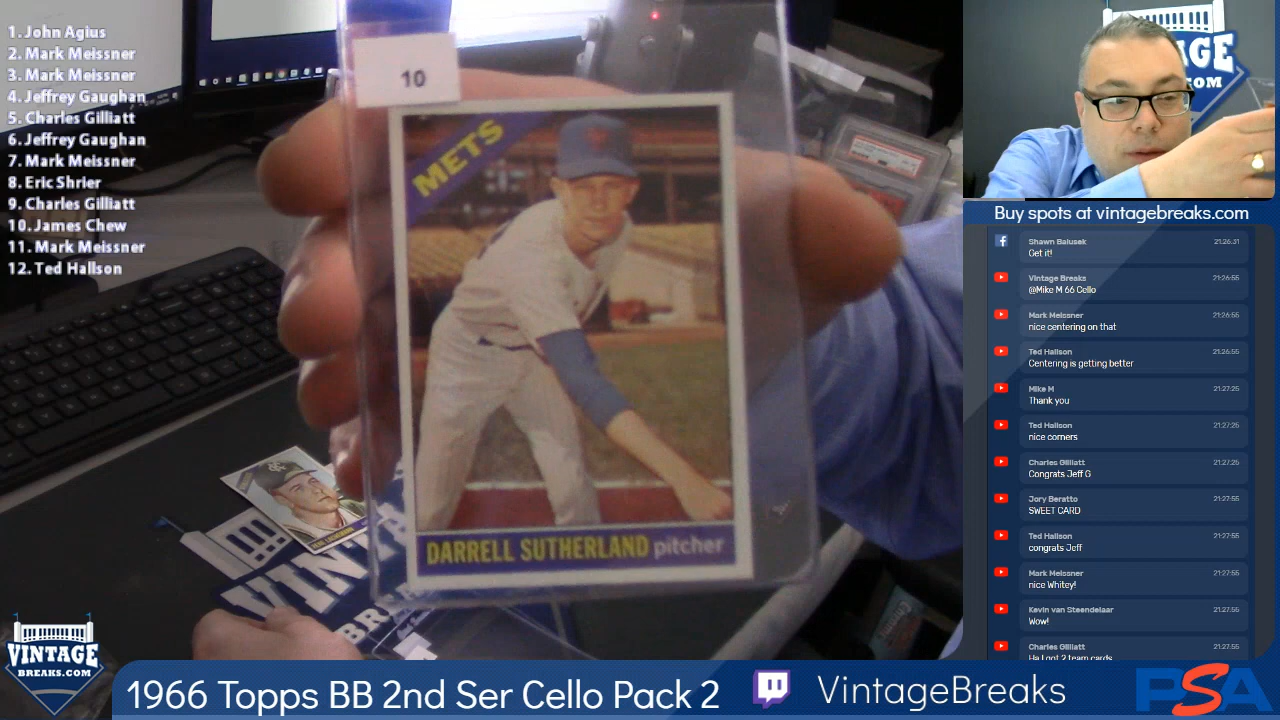 1. John Agius
2. Mark Meissner
3. Mark Meissner
4. Jeffrey Gaughan
5. Charles Gilliatt
6. Jeffrey Gaughan
7. Mark Meissner
8. Eric Shrier
9. Charles Gilliatt
10. James Chew
11. Mark Meissner
12. Ted Hallson
10
METS
DARRELL SUTHERLAND pitcher
VINTAGE
BREAKS.COM
1966 Topps BB 2nd Ser Cello Pack 2
VintageBreaks
PSA
Buy spots at vintagebreaks.com
Shawn Balusek 21:26:31
Get it!
Vintage Breaks 21:26:55
@Mike M 66 Cello
Mark Meissner 21:26:55
nice centering on that
Ted Hallson 21:26:55
Centering is getting better
Mike M 21:27:25
Thank you
Ted Hallson 21:27:25
nice corners
Charles Gilliatt 21:27:25
Congrats Jeff G
Jory Beratto 21:27:55
SWEET CARD
Ted Hallson 21:27:55
congrats Jeff
Mark Meissner 21:27:55
nice Whitey!
Kevin van Steendelaar 21:27:55
Wow!
Charles Gilliatt 21:27:55
Ha I got 2 team cards